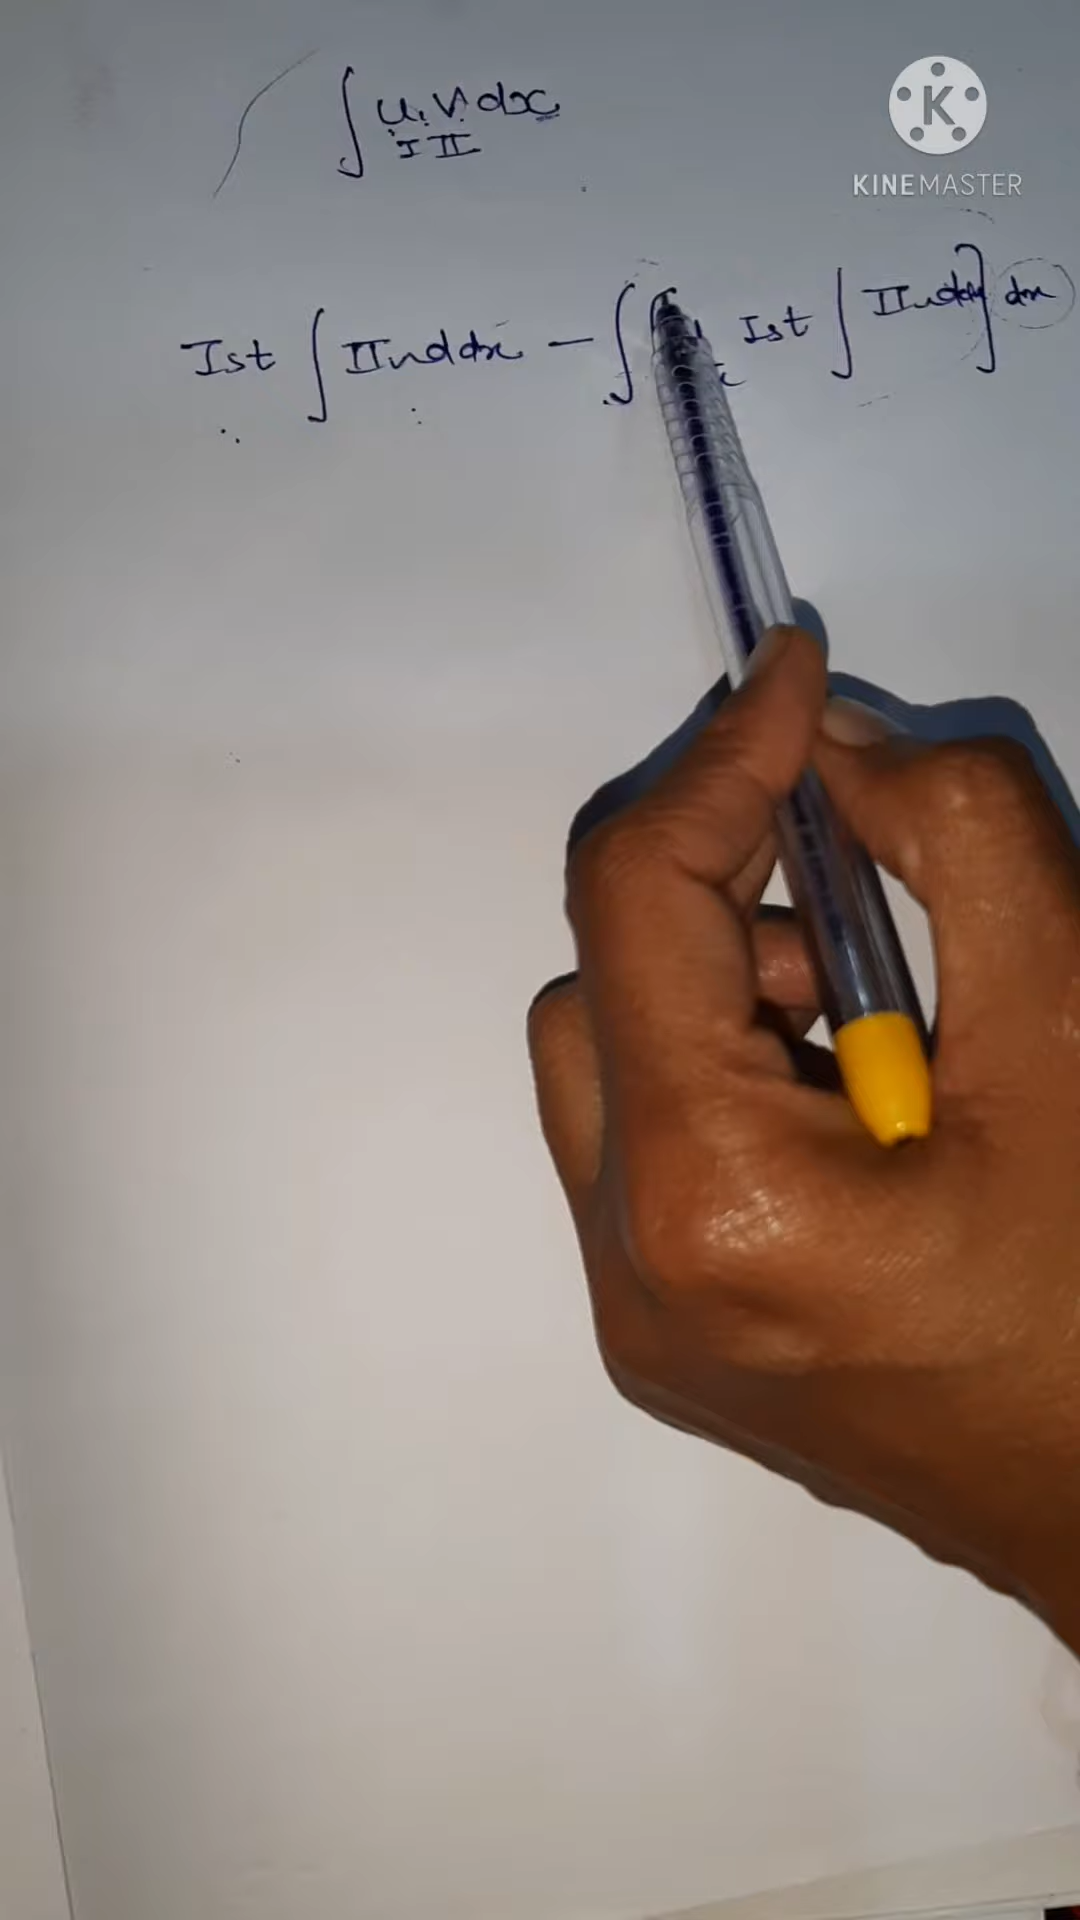 ∫ u. v dx
I II
KINEMASTER
Ist ∫ IInd dx − ∫ [ Ist ∫ IInd dx ] dx